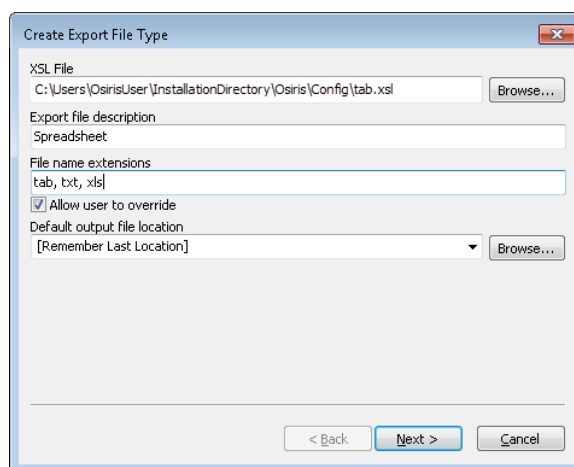 Create Export File Type
XSL File
C:\Users\OsirisUser\InstallationDirectory\Osiris\Config\tab.xsl
Browse...
Export file description
Spreadsheet
File name extensions
tab, txt, xls
Allow user to override
Default output file location
[Remember Last Location]
Browse...
< Back
Next >
Cancel